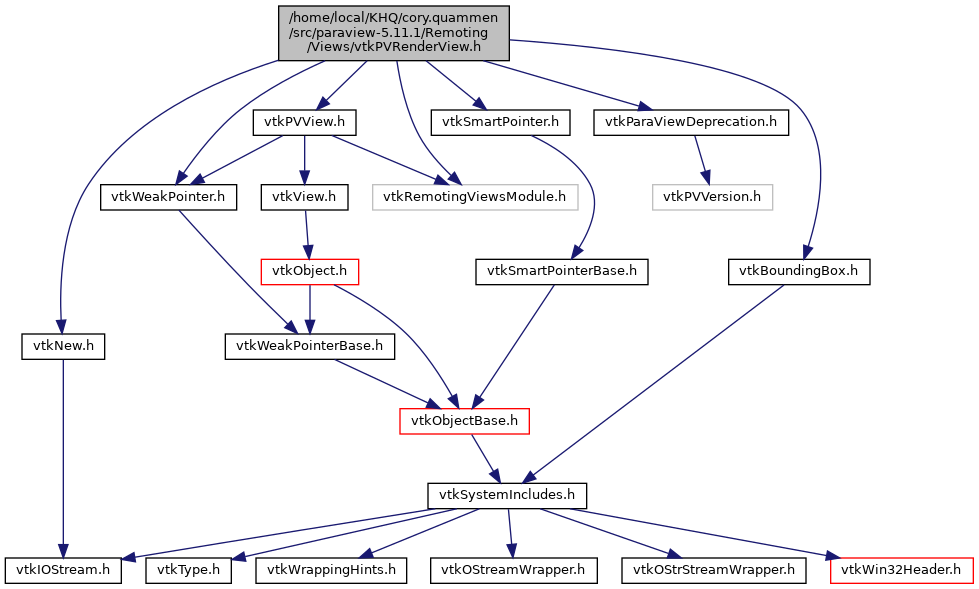 /home/local/KHQ/cory.quammen
/src/paraview-5.11.1/Remoting
/Views/vtkPVRenderView.h
vtkPVView.h
vtkSmartPointer.h
vtkParaViewDeprecation.h
vtkWeakPointer.h
vtkView.h
vtkRemotingViewsModule.h
vtkPVVersion.h
vtkObject.h
vtkSmartPointerBase.h
vtkBoundingBox.h
vtkNew.h
vtkWeakPointerBase.h
vtkObjectBase.h
vtkSystemIncludes.h
vtkIOStream.h
vtkType.h
vtkWrappingHints.h
vtkOStreamWrapper.h
vtkOStrStreamWrapper.h
vtkWin32Header.h